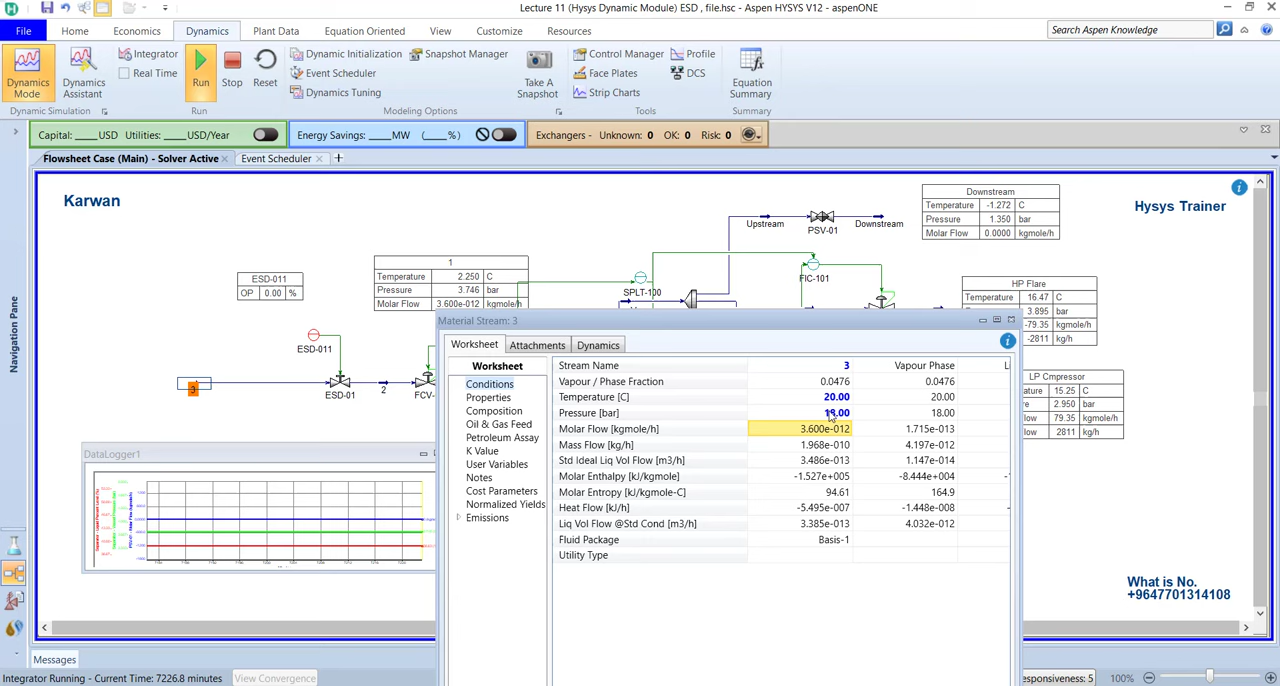 Lecture 11 (Hysys Dynamic Module) ESD , file.hsc - Aspen HYSYS V12 - aspenONE
File Home Economics Dynamics Plant Data Equation Oriented View Customize Resources
Search Aspen Knowledge
Dynamics Mode
Dynamics Assistant
Integrator
Real Time
Run
Stop
Reset
Dynamic Initialization
Snapshot Manager
Event Scheduler
Dynamics Tuning
Take A Snapshot
Control Manager
Profile
Face Plates
DCS
Strip Charts
Equation Summary
Dynamic Simulation Run Modeling Options Tools Summary
Capital: ____USD Utilities: ____USD/Year
Energy Savings: ____MW (____%)
Exchangers - Unknown: 0 OK: 0 Risk: 0
Flowsheet Case (Main) - Solver Active
Event Scheduler
Navigation Pane
Karwan
Hysys Trainer
Downstream
Temperature -1.272 C
Pressure 1.350 bar
Molar Flow 0.0000 kgmole/h
Upstream
PSV-01
Downstream
1
Temperature 2.250 C
Pressure 3.746 bar
Molar Flow 3.600e-012 kgmole/h
ESD-011
OP 0.00 %
SPLT-100
FIC-101
HP Flare
Temperature 16.47 C
3.895 bar
-79.35 kgmole/h
-2811 kg/h
ESD-011
3
ESD-01
2
FCV-
LP Cmpressor
ature 15.25 C
2.950 bar
flow 79.35 kgmole/h
2811 kg/h
DataLogger1
Material Stream: 3
Worksheet Attachments Dynamics
Worksheet
Conditions
Properties
Composition
Oil & Gas Feed
Petroleum Assay
K Value
User Variables
Notes
Cost Parameters
Normalized Yields
Emissions
Stream Name 3 Vapour Phase
Vapour / Phase Fraction 0.0476 0.0476
Temperature [C] 20.00 20.00
Pressure [bar] 18.00 18.00
Molar Flow [kgmole/h] 3.600e-012 1.715e-013
Mass Flow [kg/h] 1.968e-010 4.197e-012
Std Ideal Liq Vol Flow [m3/h] 3.486e-013 1.147e-014
Molar Enthalpy [kJ/kgmole] -1.527e+005 -8.444e+004
Molar Entropy [kJ/kgmole-C] 94.61 164.9
Heat Flow [kJ/h] -5.495e-007 -1.448e-008
Liq Vol Flow @Std Cond [m3/h] 3.385e-013 4.032e-012
Fluid Package Basis-1
Utility Type
What is No.
+9647701314108
Messages
Integrator Running - Current Time: 7226.8 minutes
View Convergence
esponsiveness: 5
100%